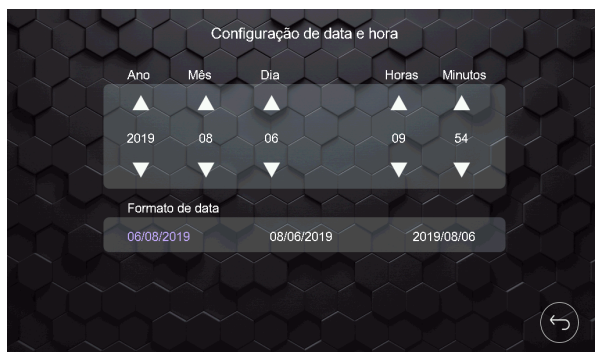 Configuração de data e hora
Ano Mês Dia Horas Minutos
2019 08 06 09 54
Formato de data
06/08/2019 08/06/2019 2019/08/06